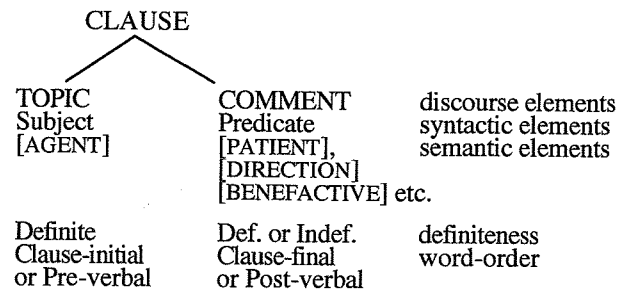 CLAUSE
TOPIC COMMENT discourse elements
Subject Predicate syntactic elements
[AGENT] [PATIENT], semantic elements
[DIRECTION]
[BENEFACTIVE] etc.
Definite Def. or Indef. definiteness
Clause-initial Clause-final word-order
or Pre-verbal or Post-verbal